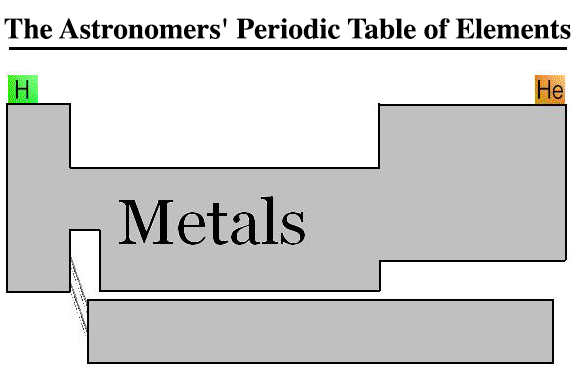 The Astronomers' Periodic Table of Elements
H He
Metals